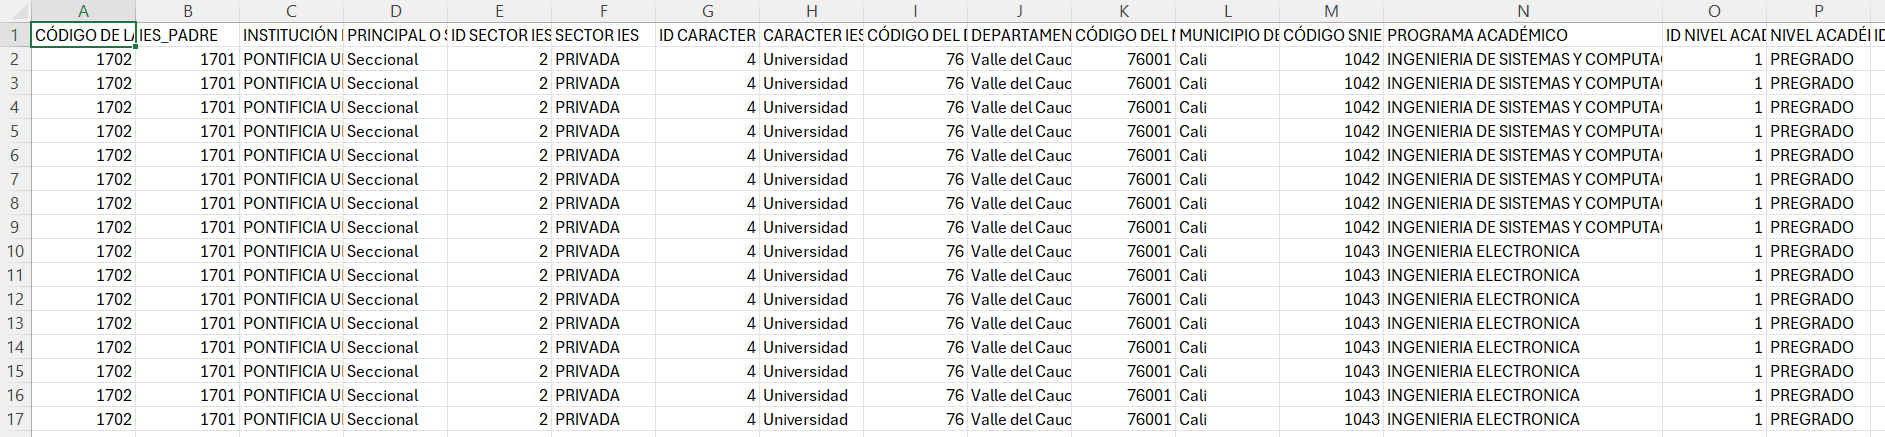 A B C D E F G H I J K L M N O P
1 CÓDIGO DE LA IES_PADRE INSTITUCIÓN PRINCIPAL O S ID SECTOR IES SECTOR IES ID CARACTER CARACTER IES CÓDIGO DEL DEPARTAMEN CÓDIGO DEL MUNICIPIO DE CÓDIGO SNIE PROGRAMA ACADÉMICO ID NIVEL ACAD NIVEL ACADÉI ID
2 1702 1701 PONTIFICIA U Seccional 2 PRIVADA 4 Universidad 76 Valle del Cauc 76001 Cali 1042 INGENIERIA DE SISTEMAS Y COMPUTA 1 PREGRADO
3 1702 1701 PONTIFICIA U Seccional 2 PRIVADA 4 Universidad 76 Valle del Cauc 76001 Cali 1042 INGENIERIA DE SISTEMAS Y COMPUTA 1 PREGRADO
4 1702 1701 PONTIFICIA U Seccional 2 PRIVADA 4 Universidad 76 Valle del Cauc 76001 Cali 1042 INGENIERIA DE SISTEMAS Y COMPUTA 1 PREGRADO
5 1702 1701 PONTIFICIA U Seccional 2 PRIVADA 4 Universidad 76 Valle del Cauc 76001 Cali 1042 INGENIERIA DE SISTEMAS Y COMPUTA 1 PREGRADO
6 1702 1701 PONTIFICIA U Seccional 2 PRIVADA 4 Universidad 76 Valle del Cauc 76001 Cali 1042 INGENIERIA DE SISTEMAS Y COMPUTA 1 PREGRADO
7 1702 1701 PONTIFICIA U Seccional 2 PRIVADA 4 Universidad 76 Valle del Cauc 76001 Cali 1042 INGENIERIA DE SISTEMAS Y COMPUTA 1 PREGRADO
8 1702 1701 PONTIFICIA U Seccional 2 PRIVADA 4 Universidad 76 Valle del Cauc 76001 Cali 1042 INGENIERIA DE SISTEMAS Y COMPUTA 1 PREGRADO
9 1702 1701 PONTIFICIA U Seccional 2 PRIVADA 4 Universidad 76 Valle del Cauc 76001 Cali 1042 INGENIERIA DE SISTEMAS Y COMPUTA 1 PREGRADO
10 1702 1701 PONTIFICIA U Seccional 2 PRIVADA 4 Universidad 76 Valle del Cauc 76001 Cali 1043 INGENIERIA ELECTRONICA 1 PREGRADO
11 1702 1701 PONTIFICIA U Seccional 2 PRIVADA 4 Universidad 76 Valle del Cauc 76001 Cali 1043 INGENIERIA ELECTRONICA 1 PREGRADO
12 1702 1701 PONTIFICIA U Seccional 2 PRIVADA 4 Universidad 76 Valle del Cauc 76001 Cali 1043 INGENIERIA ELECTRONICA 1 PREGRADO
13 1702 1701 PONTIFICIA U Seccional 2 PRIVADA 4 Universidad 76 Valle del Cauc 76001 Cali 1043 INGENIERIA ELECTRONICA 1 PREGRADO
14 1702 1701 PONTIFICIA U Seccional 2 PRIVADA 4 Universidad 76 Valle del Cauc 76001 Cali 1043 INGENIERIA ELECTRONICA 1 PREGRADO
15 1702 1701 PONTIFICIA U Seccional 2 PRIVADA 4 Universidad 76 Valle del Cauc 76001 Cali 1043 INGENIERIA ELECTRONICA 1 PREGRADO
16 1702 1701 PONTIFICIA U Seccional 2 PRIVADA 4 Universidad 76 Valle del Cauc 76001 Cali 1043 INGENIERIA ELECTRONICA 1 PREGRADO
17 1702 1701 PONTIFICIA U Seccional 2 PRIVADA 4 Universidad 76 Valle del Cauc 76001 Cali 1043 INGENIERIA ELECTRONICA 1 PREGRADO